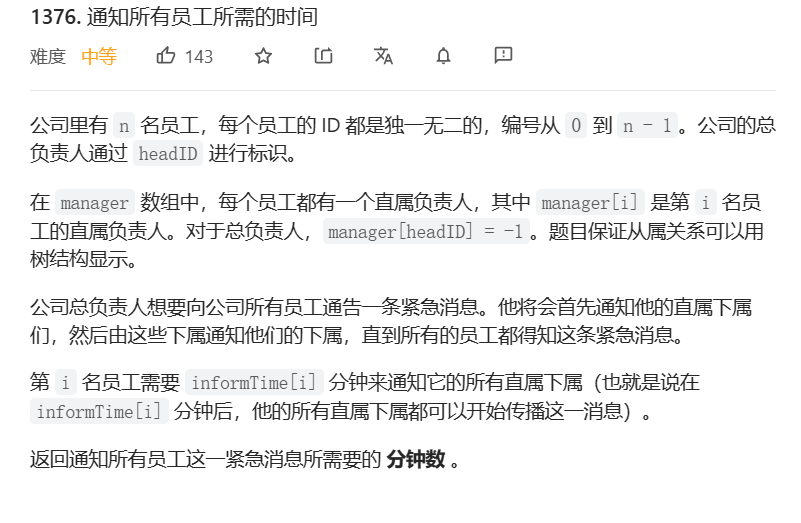 1376. 通知所有员工所需的时间
难度 中等 143
公司里有 n 名员工，每个员工的 ID 都是独一无二的，编号从 0 到 n - 1。公司的总
负责人通过 headID 进行标识。
在 manager 数组中，每个员工都有一个直属负责人，其中 manager[i] 是第 i 名员
工的直属负责人。对于总负责人，manager[headID] = -1。题目保证从属关系可以用
树结构显示。
公司总负责人想要向公司所有员工通告一条紧急消息。他将会首先通知他的直属下属
们，然后由这些下属通知他们的下属，直到所有的员工都得知这条紧急消息。
第 i 名员工需要 informTime[i] 分钟来通知它的所有直属下属（也就是说在
informTime[i] 分钟后，他的所有直属下属都可以开始传播这一消息）。
返回通知所有员工这一紧急消息所需要的 分钟数 。